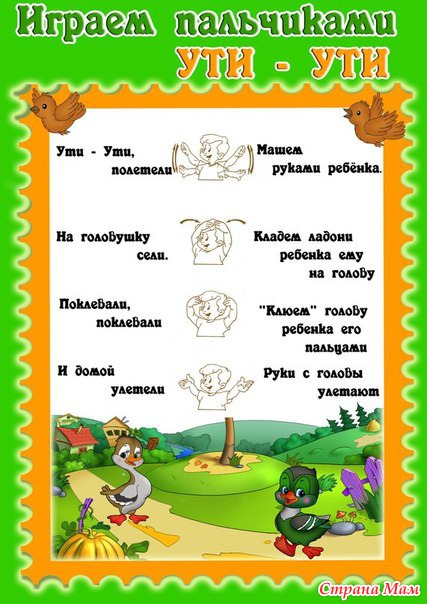 Играем пальчиками
УТИ - УТИ
Ути - Ути,
полетели
Машем
руками ребёнка.
На головушку
сели.
Кладем ладони
ребенка ему
на голову
Поклевали,
поклевали
"Клюем" голову
ребенка его
пальцами
И домой
улетели
Руки с головы
улетают
Страна Мам